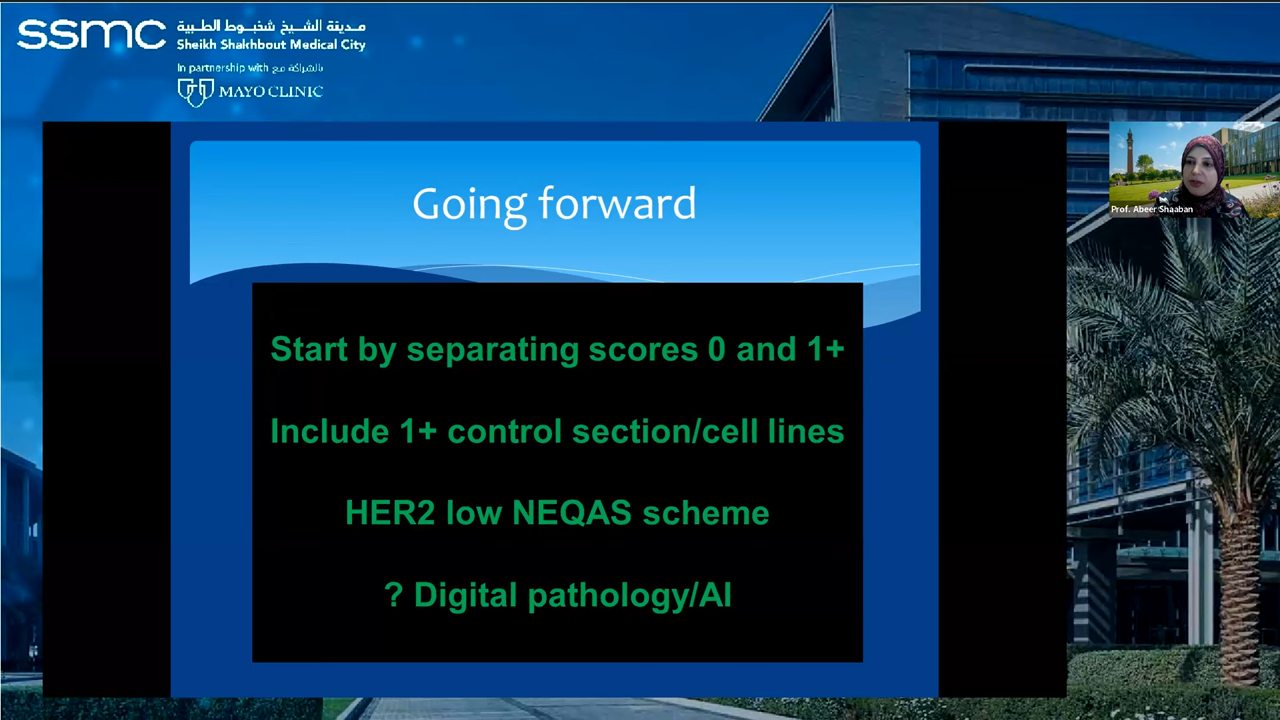 ssmc
مدينة الشيخ شخبوط الطبية
Sheikh Shakhbout Medical City
In partnership with بالشراكة مع
MAYO CLINIC
Going forward
Prof. Abeer Shaaban
Start by separating scores 0 and 1+
Include 1+ control section/cell lines
HER2 low NEQAS scheme
? Digital pathology/AI